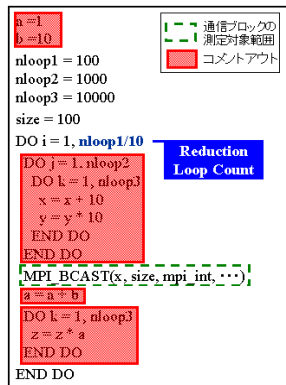 a =1
b =10
通信ブロックの
測定対象範囲
コメントアウト
nloop1 = 100
nloop2 = 1000
nloop3 = 10000
size = 100
DO i = 1, nloop1/10
Reduction
Loop Count
DO j = 1. nloop2
DO k = 1, nloop3
x = x + 10
y = y * 10
END DO
END DO
MPI_BCAST(x, size, mpi_int, ･･･)
a = a + b
DO k = 1, nloop3
z = z * a
END DO
END DO